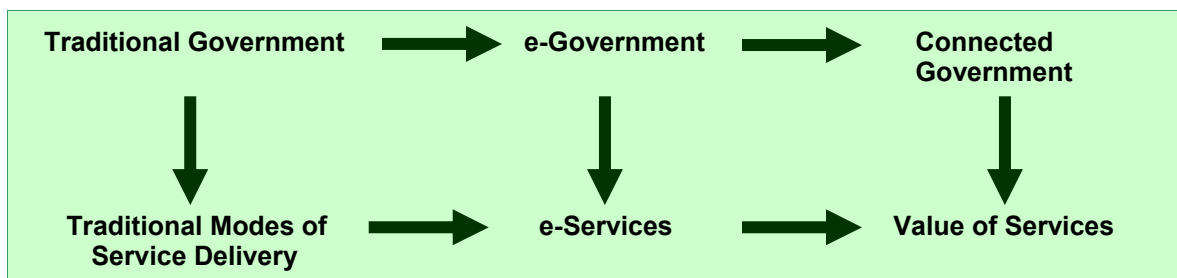 Traditional Government
e-Government
Connected
Government
Traditional Modes of
Service Delivery
e-Services
Value of Services